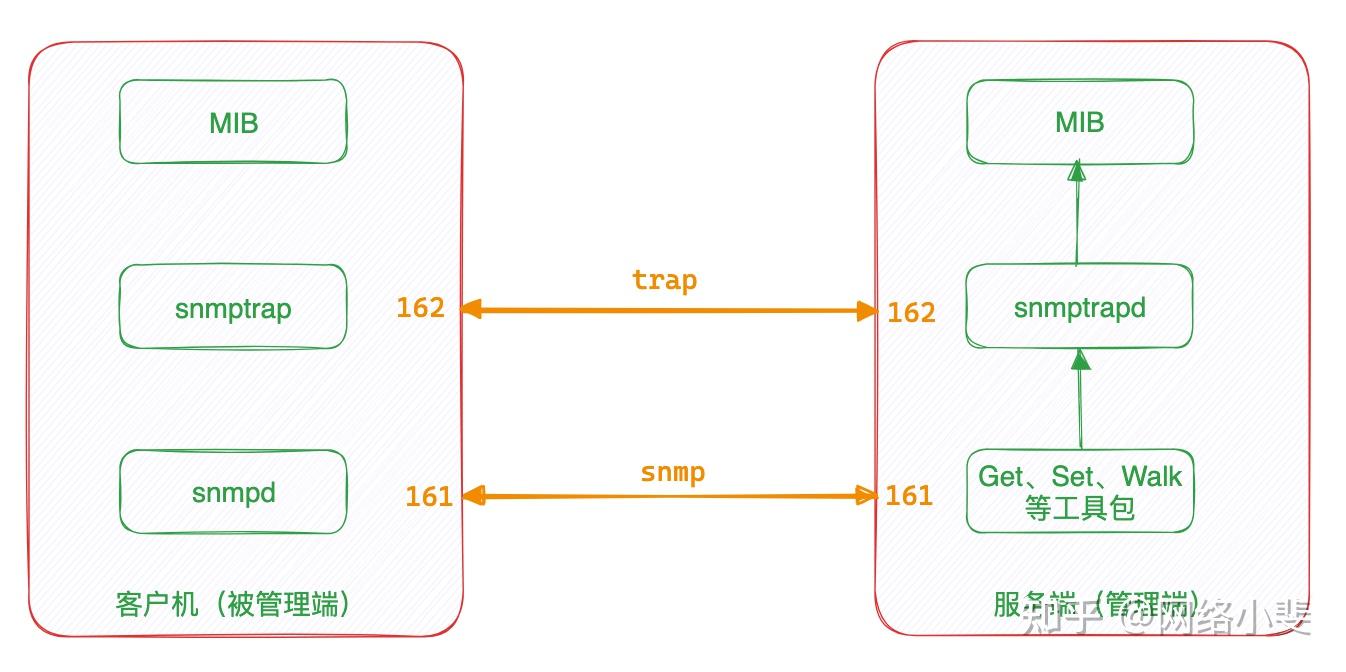 MIB
MIB
trap
snmptrap
162
162
snmptrapd
snmp
snmpd
161
161
Get、Set、Walk
等工具包
客户机（被管理端）
服务端（管理端）
知乎 @网络小斐